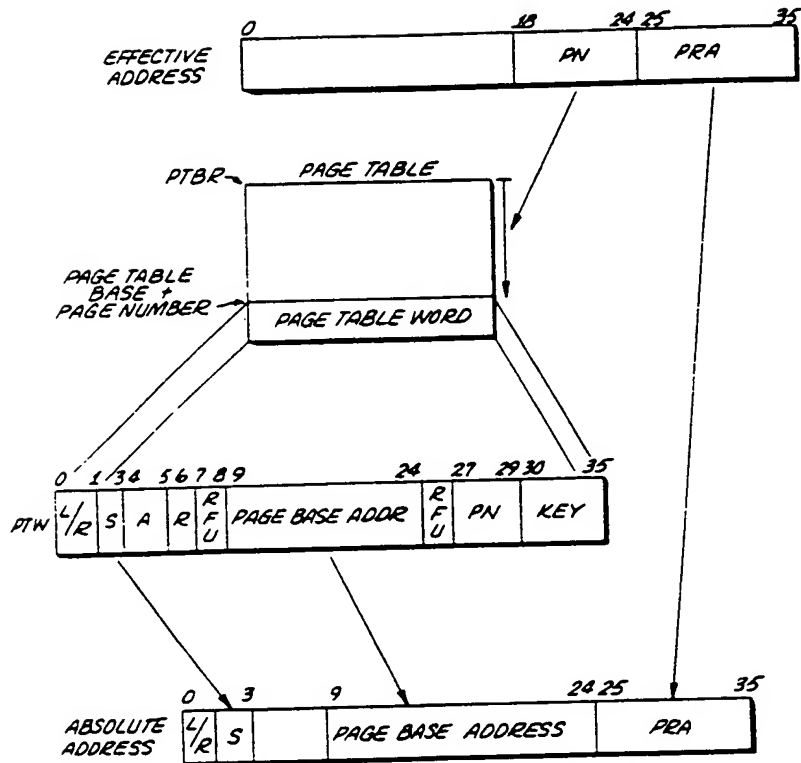 0 18 24 25 35
EFFECTIVE
ADDRESS
PN PRA
PTBR
PAGE TABLE
PAGE TABLE
BASE +
PAGE NUMBER
PAGE TABLE WORD
0 1 3 4 5 6 7 8 9 24 27 29 30 35
PTW L/R S A R RFU PAGE BASE ADDR RFU PN KEY
0 3 9 24 25 35
ABSOLUTE
ADDRESS
L/R S PAGE BASE ADDRESS PRA